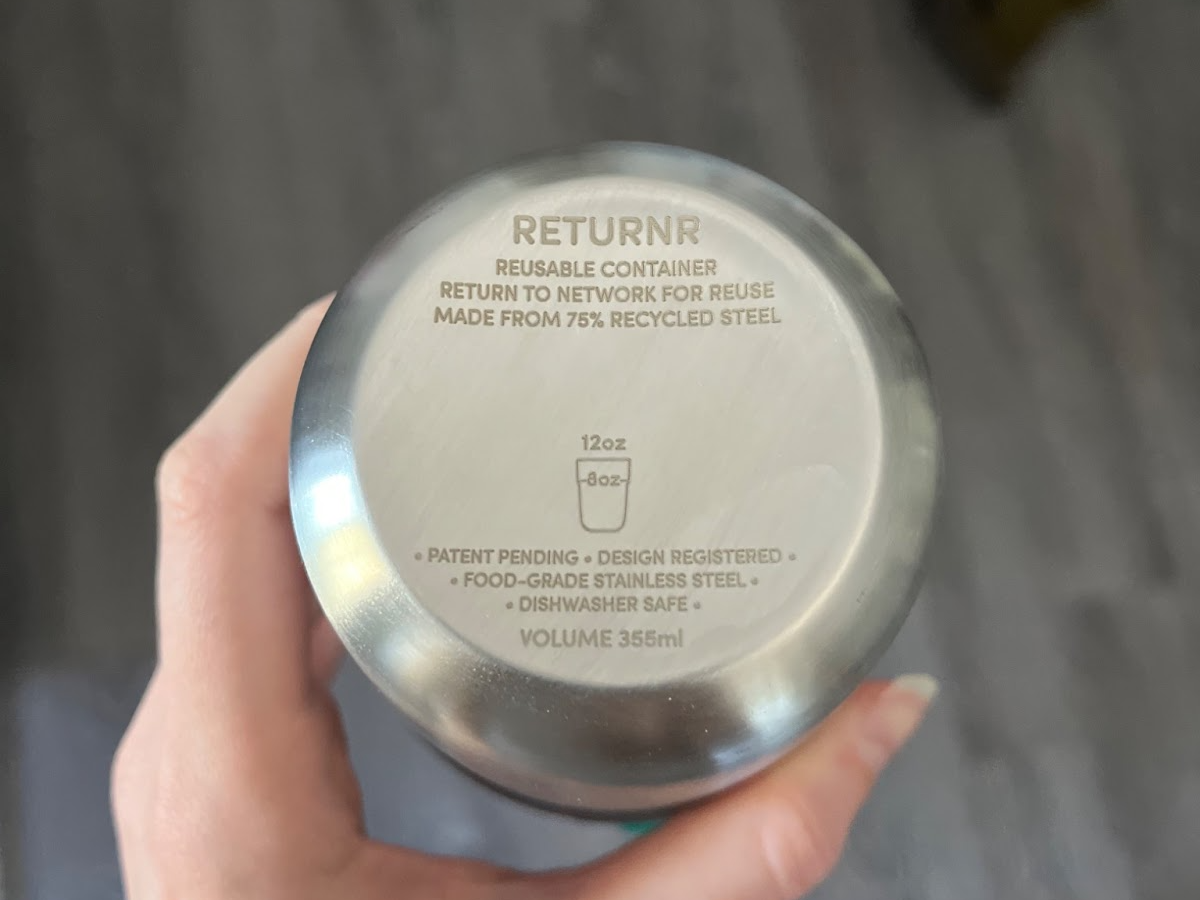 RETURNR
REUSABLE CONTAINER
RETURN TO NETWORK FOR REUSE
MADE FROM 75% RECYCLED STEEL
12oz
-8oz-
• PATENT PENDING • DESIGN REGISTERED •
• FOOD-GRADE STAINLESS STEEL •
• DISHWASHER SAFE •
VOLUME 355ml